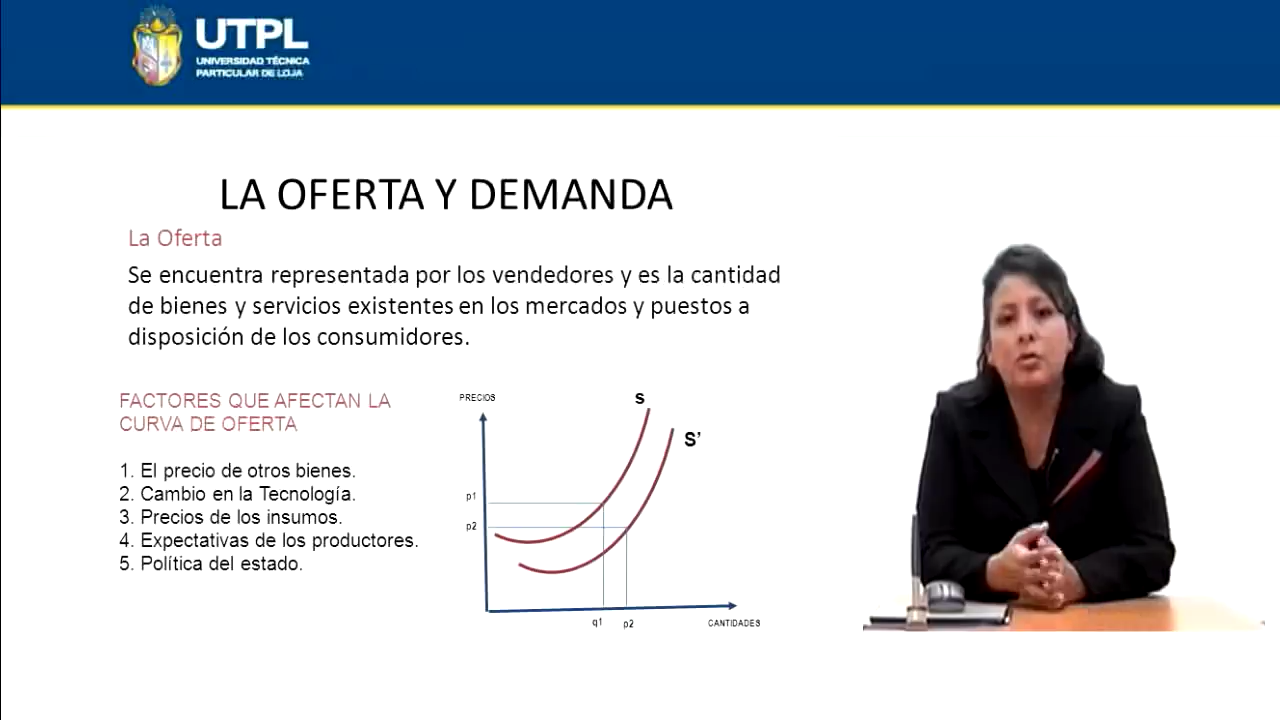 UTPL
UNIVERSIDAD TÉCNICA
PARTICULAR DE LOJA
LA OFERTA Y DEMANDA
La Oferta
Se encuentra representada por los vendedores y es la cantidad
de bienes y servicios existentes en los mercados y puestos a
disposición de los consumidores.
FACTORES QUE AFECTAN LA
CURVA DE OFERTA
1. El precio de otros bienes.
2. Cambio en la Tecnología.
3. Precios de los insumos.
4. Expectativas de los productores.
5. Política del estado.
PRECIOS
s
S’
p1
p2
q1
p2
CANTIDADES